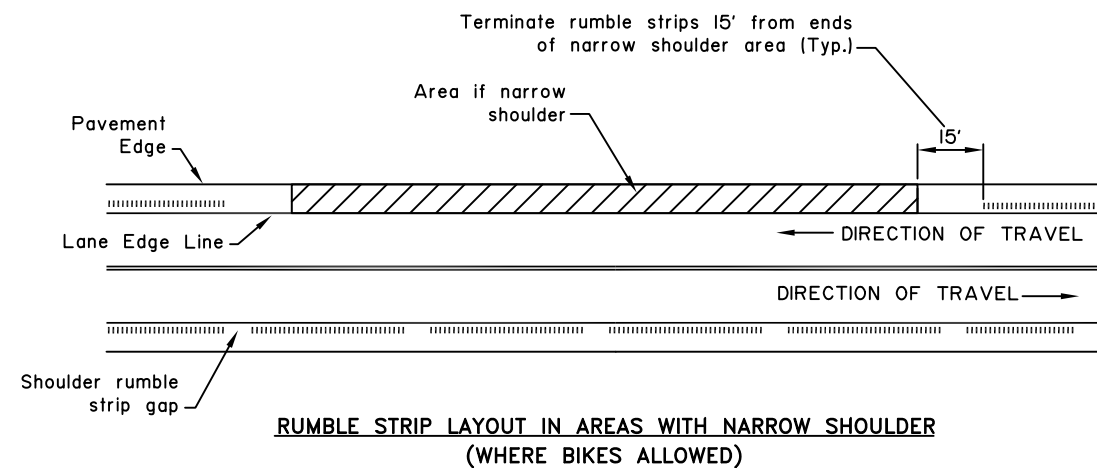 Terminate rumble strips 15' from ends
of narrow shoulder area (Typ.)
Area if narrow
shoulder
Pavement
Edge
15'
Lane Edge Line
DIRECTION OF TRAVEL
DIRECTION OF TRAVEL
Shoulder rumble
strip gap
RUMBLE STRIP LAYOUT IN AREAS WITH NARROW SHOULDER
(WHERE BIKES ALLOWED)